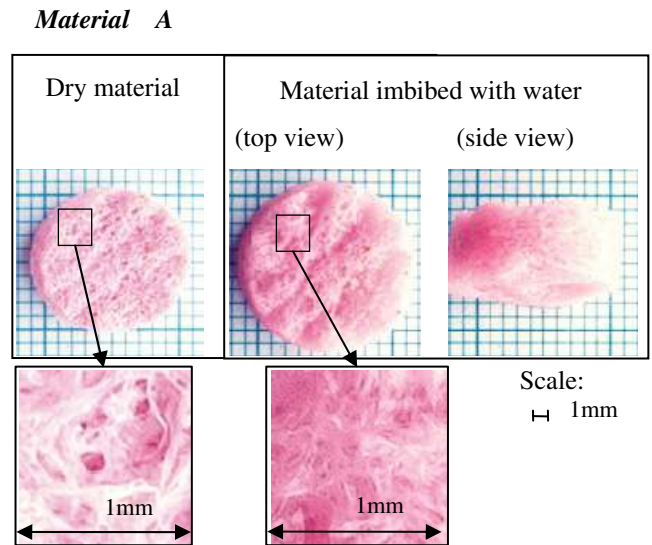 Material A
Dry material
Material imbibed with water
(top view)
(side view)
Scale:
1mm
1mm
1mm